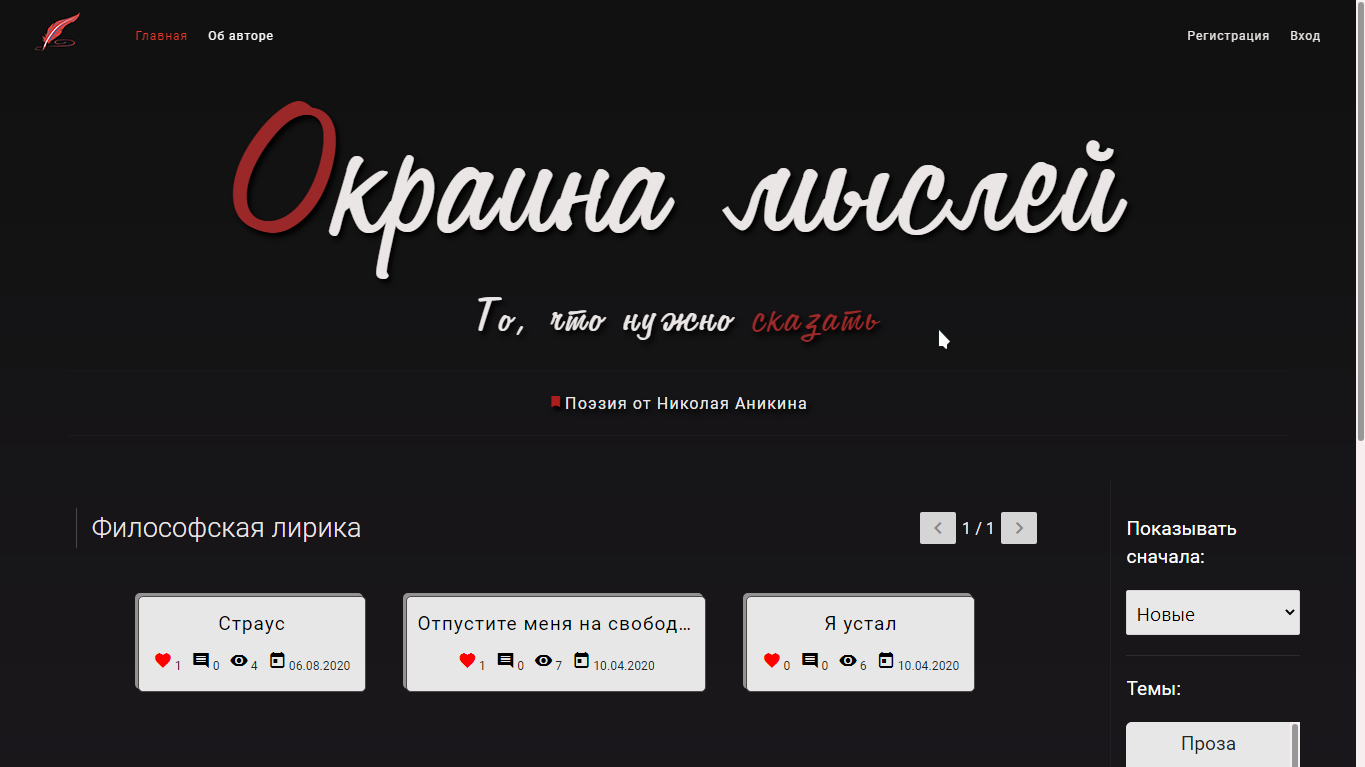 Главная Об авторе Регистрация Вход
Окраина мыслей
То, что нужно сказать
Поэзия от Николая Аникина
Философская лирика
1 / 1
Страус
1 0 4 06.08.2020
Отпустите меня на свобод...
1 0 7 10.04.2020
Я устал
0 0 6 10.04.2020
Показывать
сначала:
Новые
Темы:
Проза